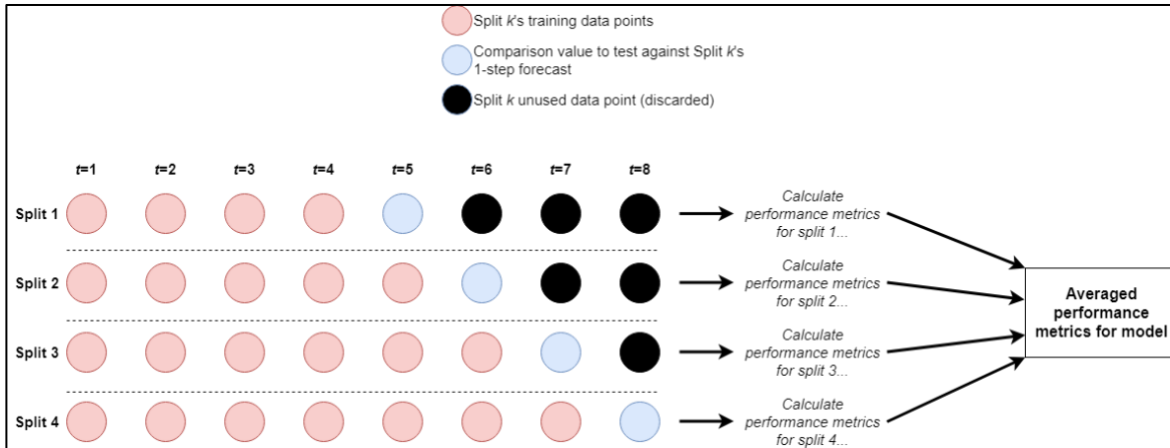 Split k's training data points
Comparison value to test against Split k's
1-step forecast
Split k unused data point (discarded)
t=1 t=2 t=3 t=4 t=5 t=6 t=7 t=8
Split 1
Calculate
performance metrics
for split 1...
Split 2
Calculate
performance metrics
for split 2...
Averaged
performance
metrics for model
Split 3
Calculate
performance metrics
for split 3...
Split 4
Calculate
performance metrics
for split 4...